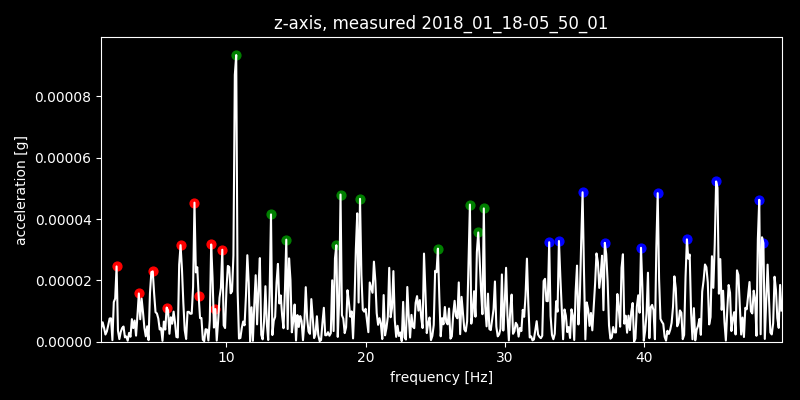 z-axis, measured 2018_01_18-05_50_01
0.00008
0.00006
0.00004
0.00002
0.00000
acceleration [g]
10 20 30 40
frequency [Hz]